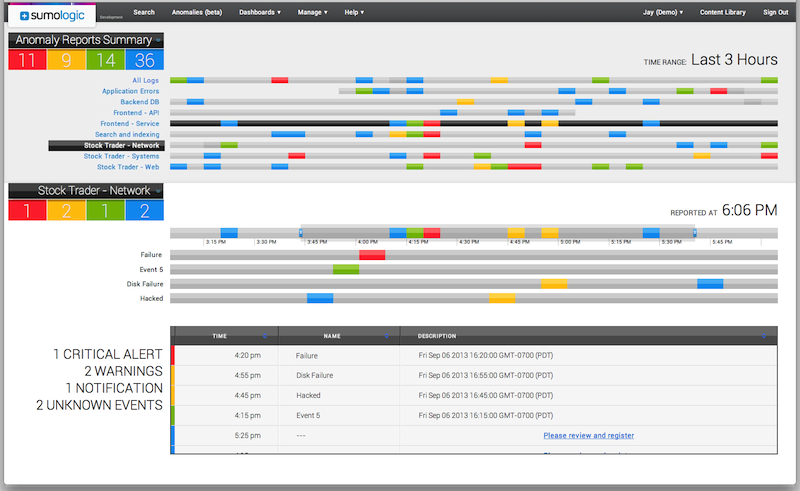 sumologic
Development
Search Anomalies (beta) Dashboards Manage Help Jay (Demo) Content Library Sign Out
Anomaly Reports Summary
11 9 14 36
TIME RANGE: Last 3 Hours
All Logs
Application Errors
Backend DB
Frontend - API
Frontend - Service
Search and indexing
Stock Trader - Network
Stock Trader - Systems
Stock Trader - Web
Stock Trader - Network
1 2 1 2
REPORTED AT 6:06 PM
3:15 PM 3:30 PM 3:45 PM 4:00 PM 4:15 PM 4:30 PM 4:45 PM 5:00 PM 5:15 PM 5:30 PM 5:45 PM
Failure
Event 5
Disk Failure
Hacked
1 CRITICAL ALERT
2 WARNINGS
1 NOTIFICATION
2 UNKNOWN EVENTS
TIME NAME DESCRIPTION
4:20 pm Failure Fri Sep 06 2013 16:20:00 GMT-0700 (PDT)
4:55 pm Disk Failure Fri Sep 06 2013 16:55:00 GMT-0700 (PDT)
4:45 pm Hacked Fri Sep 06 2013 16:45:00 GMT-0700 (PDT)
4:15 pm Event 5 Fri Sep 06 2013 16:15:00 GMT-0700 (PDT)
5:25 pm --- Please review and register